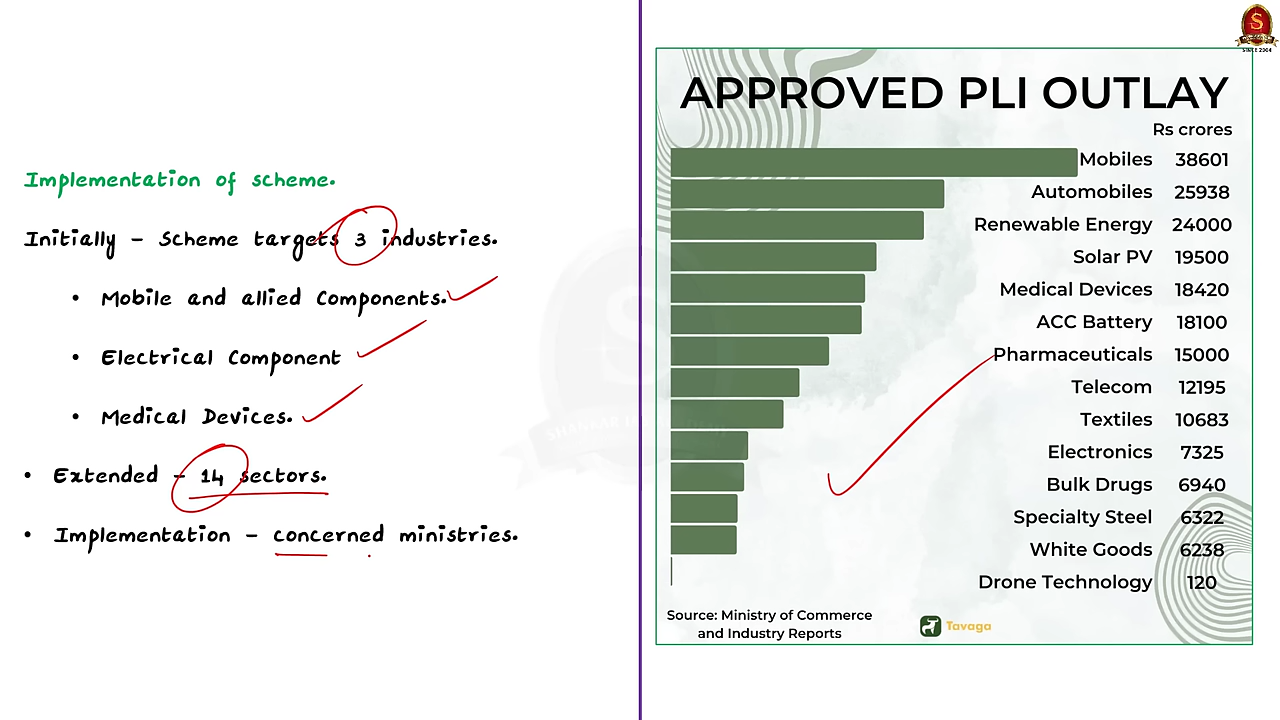 Implementation of scheme.
Initially - Scheme targets 3 industries.
• Mobile and allied Components.
• Electrical Component
• Medical Devices.
• Extended - 14 sectors.
• Implementation - concerned ministries.
APPROVED PLI OUTLAY
Rs crores
Mobiles 38601
Automobiles 25938
Renewable Energy 24000
Solar PV 19500
Medical Devices 18420
ACC Battery 18100
Pharmaceuticals 15000
Telecom 12195
Textiles 10683
Electronics 7325
Bulk Drugs 6940
Specialty Steel 6322
White Goods 6238
Drone Technology 120
Source: Ministry of Commerce
and Industry Reports
Tavaga
S
SINCE 2004